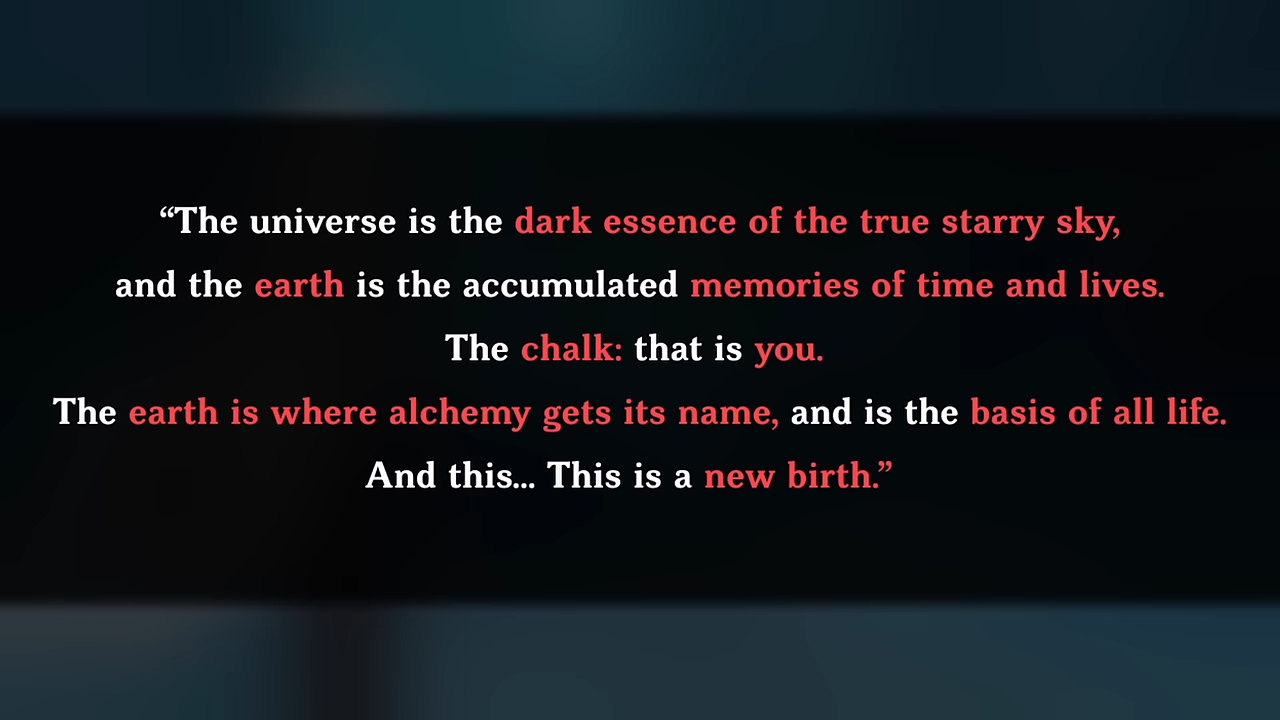 “The universe is the dark essence of the true starry sky,
and the earth is the accumulated memories of time and lives.
The chalk: that is you.
The earth is where alchemy gets its name, and is the basis of all life.
And this... This is a new birth.”